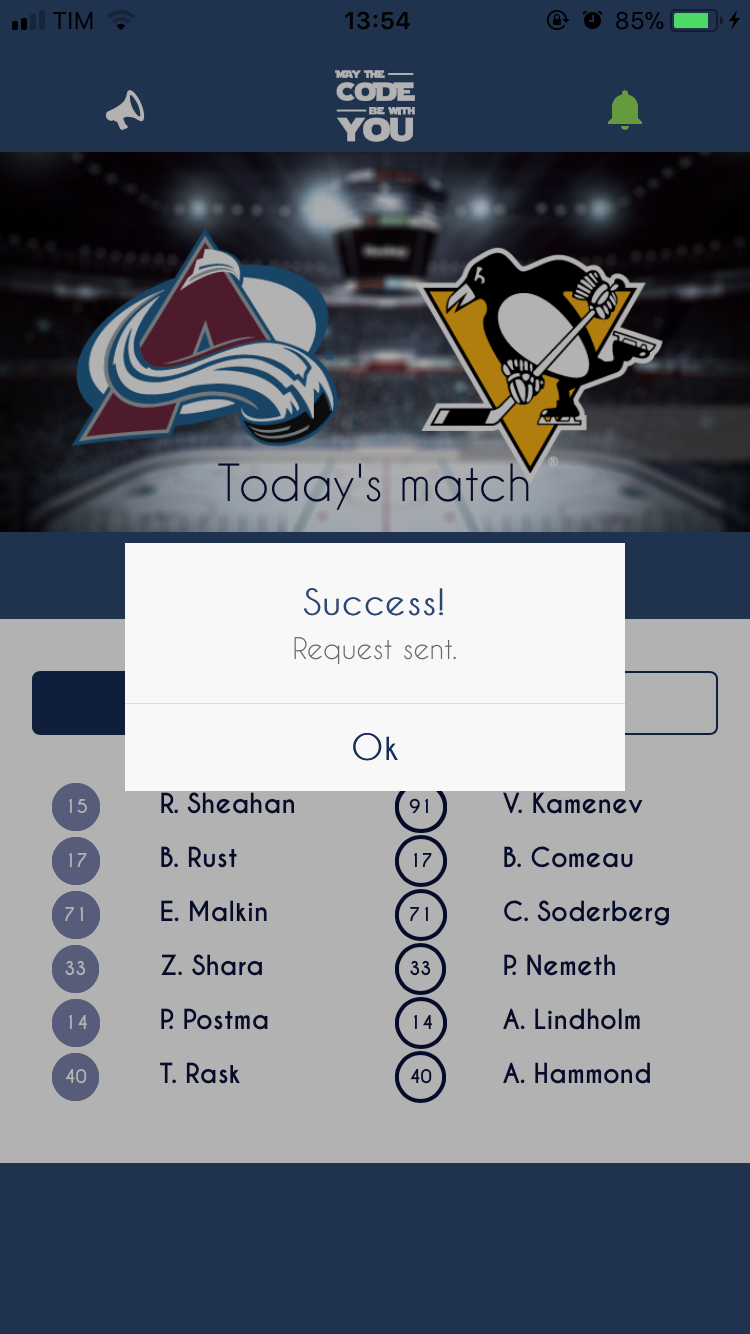 TIM 13:54 85%
MAY THE
CODE
BE WITH
YOU
Today's match
Success!
Request sent.
Ok
15 R. Sheahan 91 V. Kamenev
17 B. Rust 17 B. Comeau
71 E. Malkin 71 C. Soderberg
33 Z. Shara 33 P. Nemeth
14 P. Postma 14 A. Lindholm
40 T. Rask 40 A. Hammond